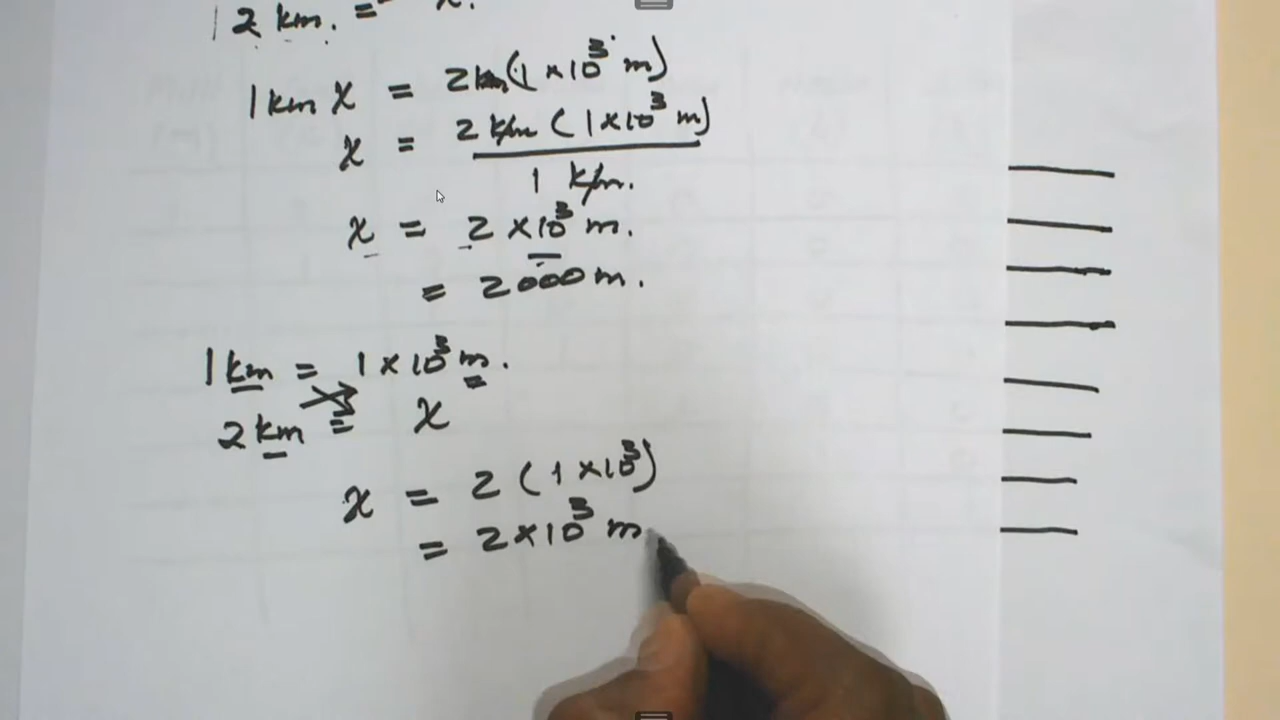 2 km. = x.
1 km x = 2 km (1 × 10³ m)
x = 2 km (1 × 10³ m)
1 km.
x = 2 × 10³ m.
= 2000 m.
1 km = 1 × 10³ m.
2 km = x
x = 2 (1 × 10³)
= 2 × 10³ m